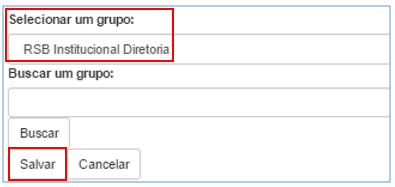 Selecionar um grupo:
RSB Institucional Diretoria
Buscar um grupo:
Buscar
Salvar Cancelar